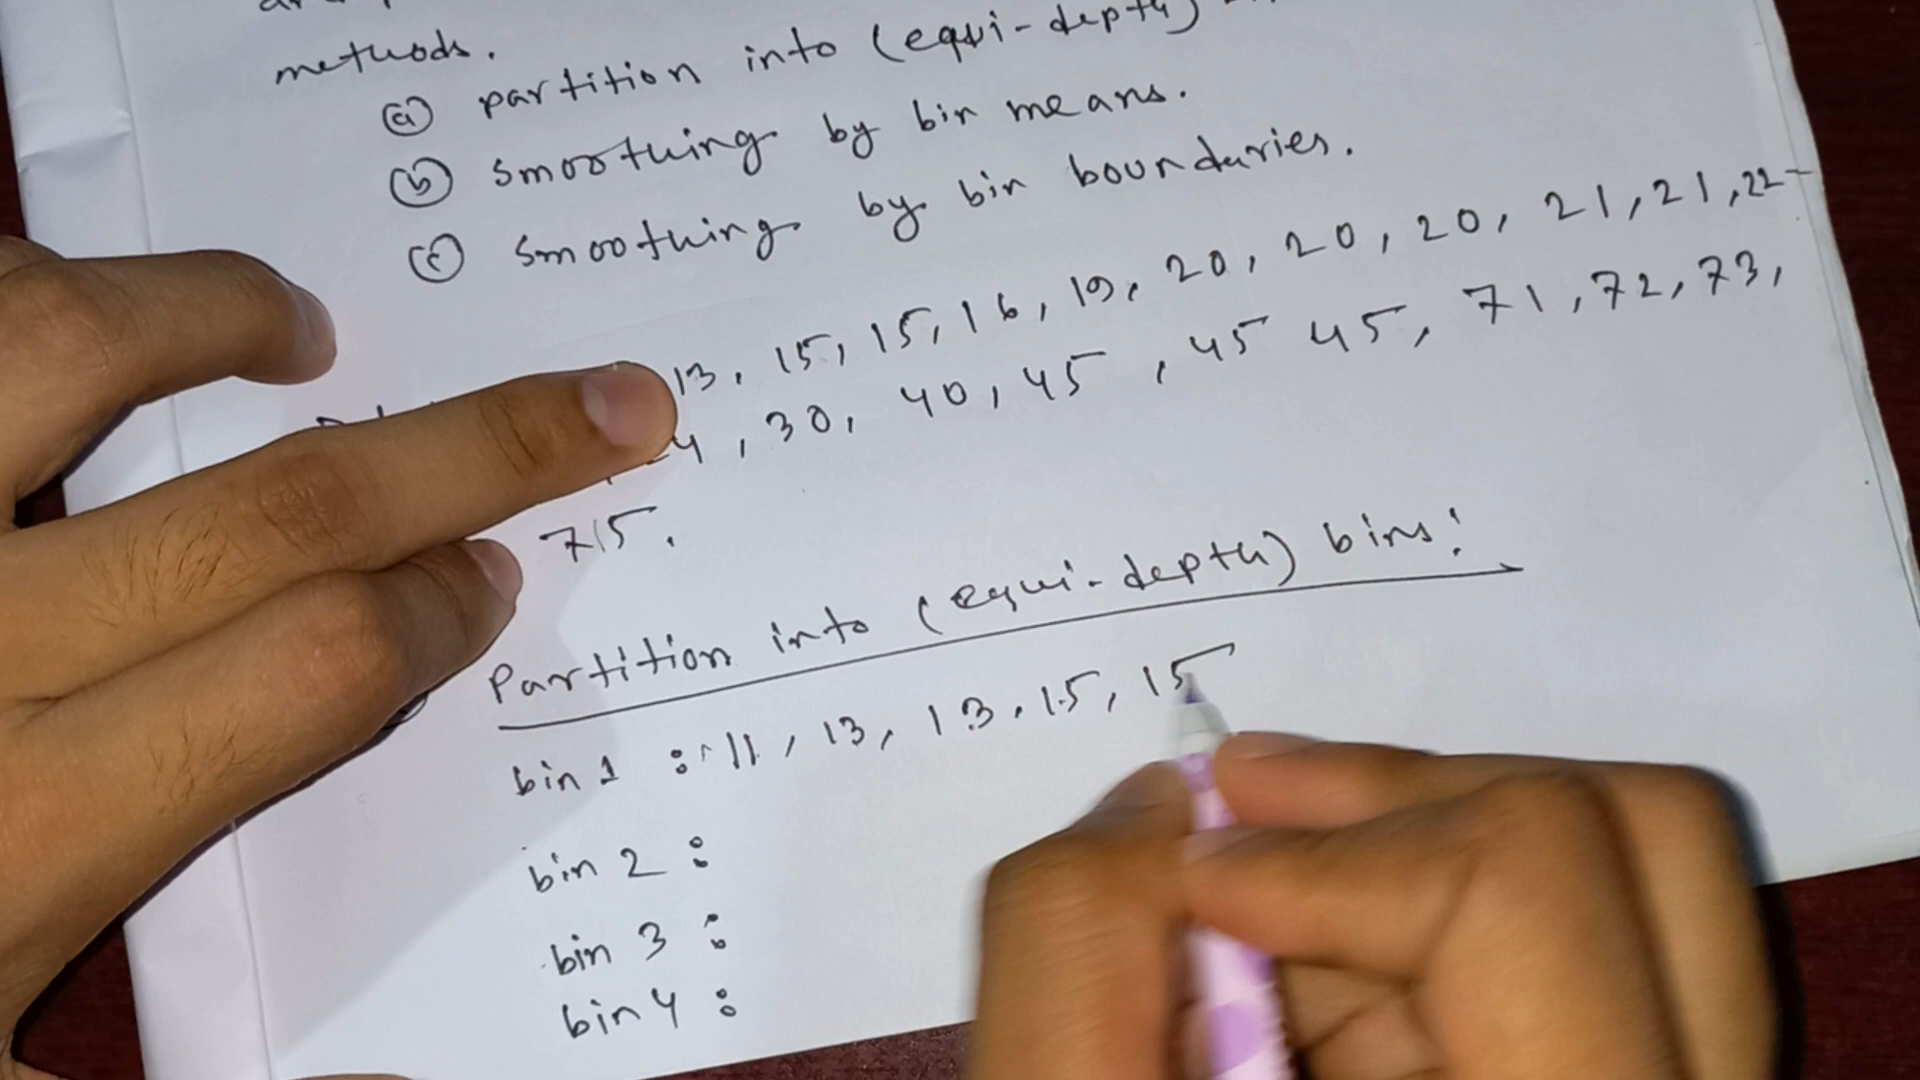 methods.
(a) partition into (equi-depth)
(b) smoothing by bin means.
(c) smoothing by bin boundaries.
13, 15, 15, 16, 19, 20, 20, 20, 21, 21, 22
, 30, 40, 45, 45 45, 71, 72, 73,
75.
Partition into (equi-depth) bins:
bin 1 : 11, 13, 13, 15, 15
bin 2 :
bin 3 :
bin 4 :